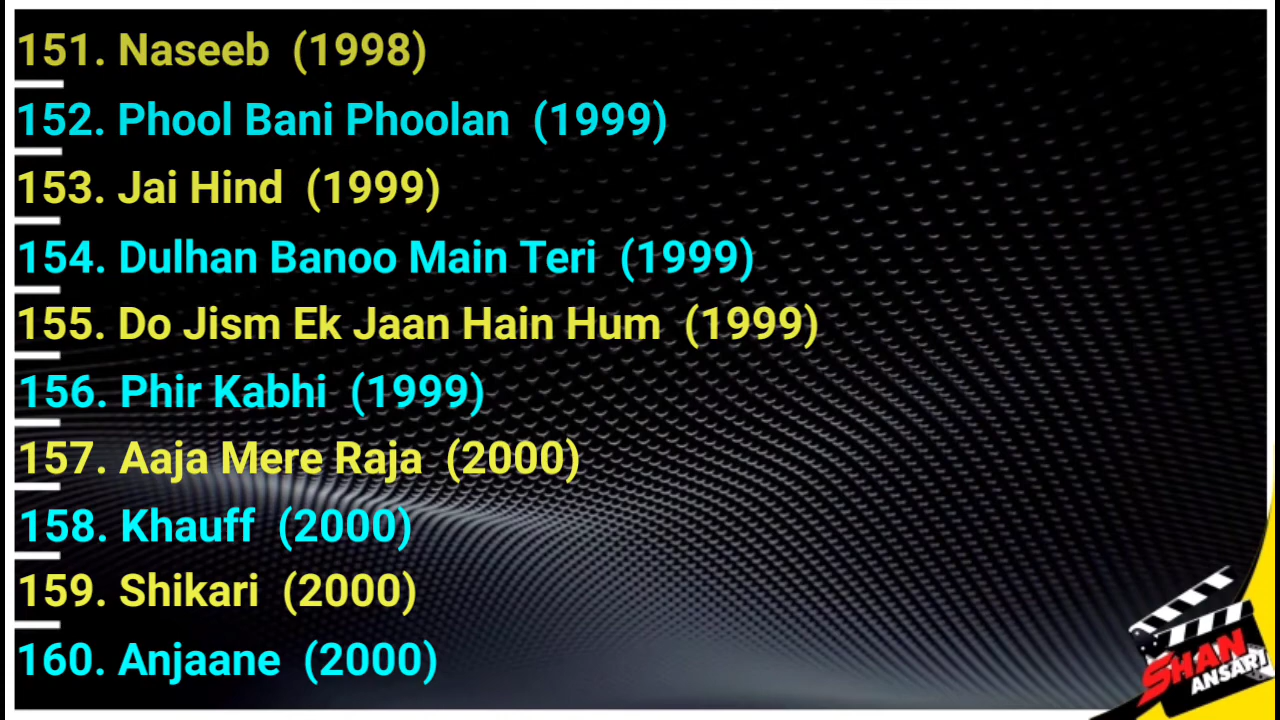 151. Naseeb (1998)
152. Phool Bani Phoolan (1999)
153. Jai Hind (1999)
154. Dulhan Banoo Main Teri (1999)
155. Do Jism Ek Jaan Hain Hum (1999)
156. Phir Kabhi (1999)
157. Aaja Mere Raja (2000)
158. Khauff (2000)
159. Shikari (2000)
160. Anjaane (2000)
SHAN
ANSARI